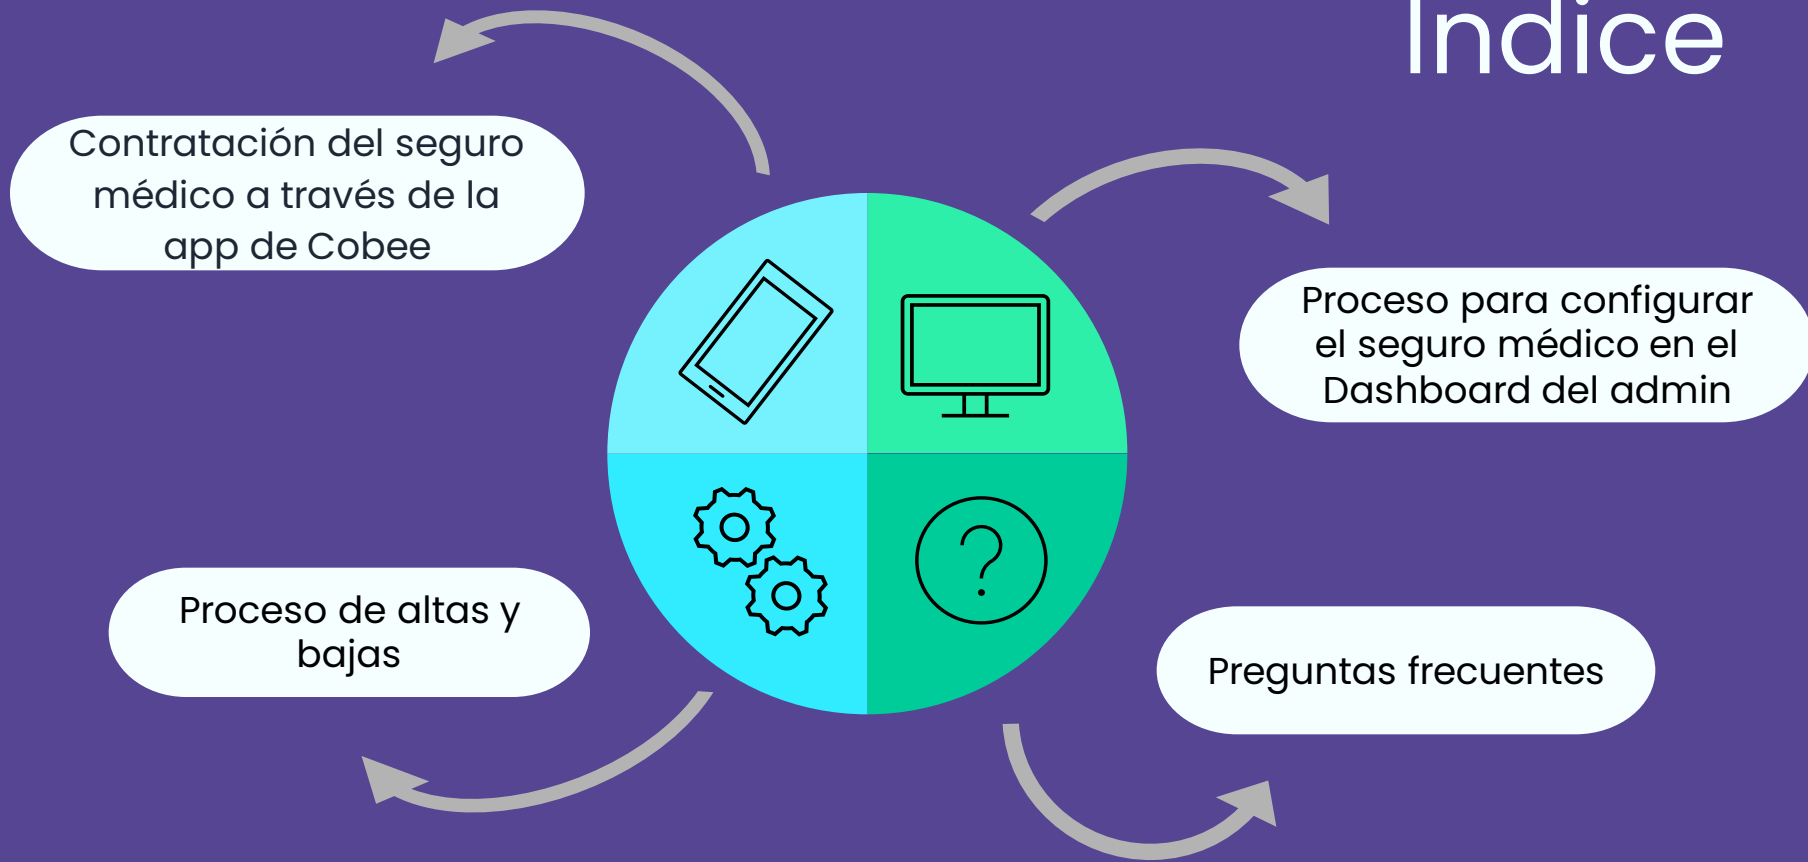 Índice
Contratación del seguro
médico a través de la
app de Cobee
Proceso para configurar
el seguro médico en el
Dashboard del admin
Proceso de altas y
bajas
Preguntas frecuentes
?